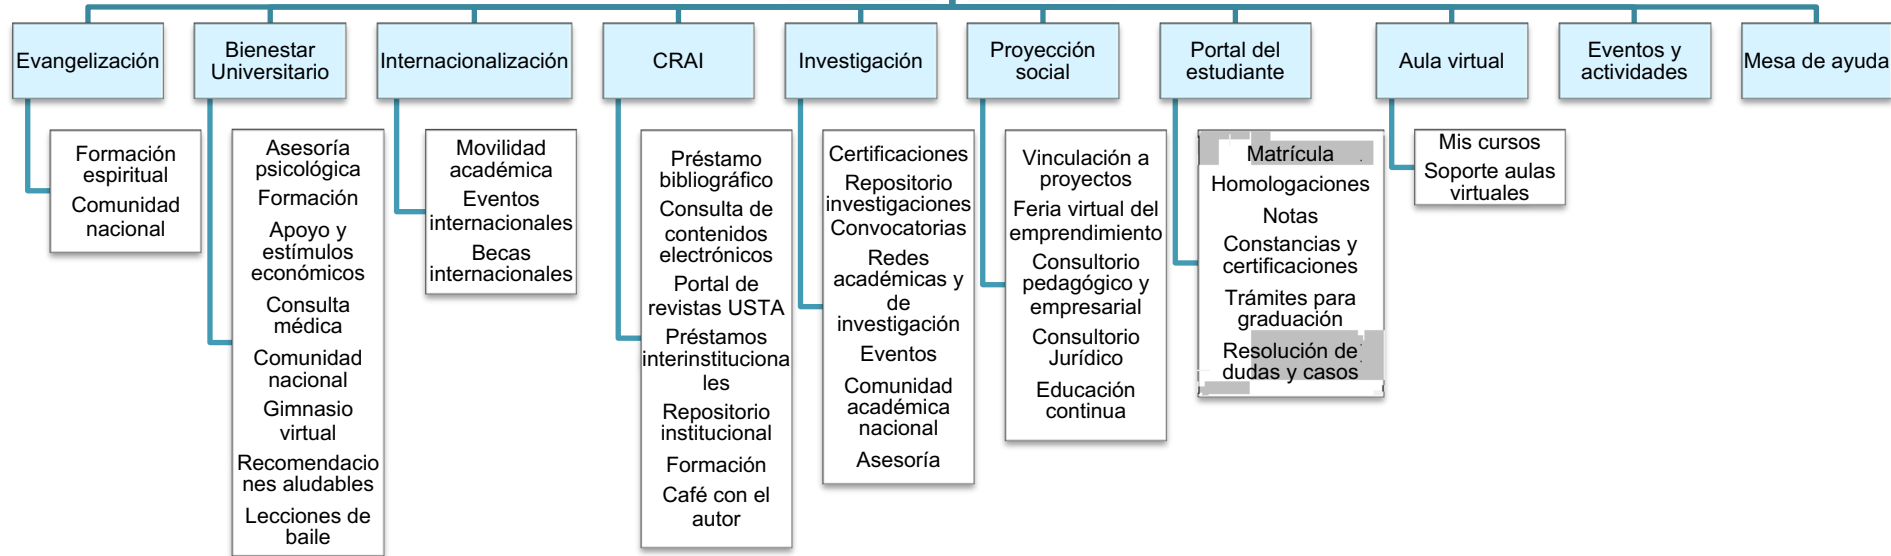 Evangelización
Bienestar
Universitario
Internacionalización
CRAI
Investigación
Proyección
social
Portal del
estudiante
Aula virtual
Eventos y
actividades
Mesa de ayuda
Formación
espiritual
Comunidad
nacional
Asesoría
psicológica
Formación
Apoyo y
estímulos
económicos
Consulta
médica
Comunidad
nacional
Gimnasio
virtual
Recomendacio
nes aludables
Lecciones de
baile
Movilidad
académica
Eventos
internacionales
Becas
internacionales
Préstamo
bibliográfico
Consulta de
contenidos
electrónicos
Portal de
revistas USTA
Préstamos
interinstituciona
les
Repositorio
institucional
Formación
Café con el
autor
Certificaciones
Repositorio
investigaciones
Convocatorias
Redes
académicas y
de
investigación
Eventos
Comunidad
académica
nacional
Asesoría
Vinculación a
proyectos
Feria virtual del
emprendimiento
Consultorio
pedagógico y
empresarial
Consultorio
Jurídico
Educación
continua
Matrícula
Homologaciones
Notas
Constancias y
certificaciones
Trámites para
graduación
Resolución de
dudas y casos
Mis cursos
Soporte aulas
virtuales